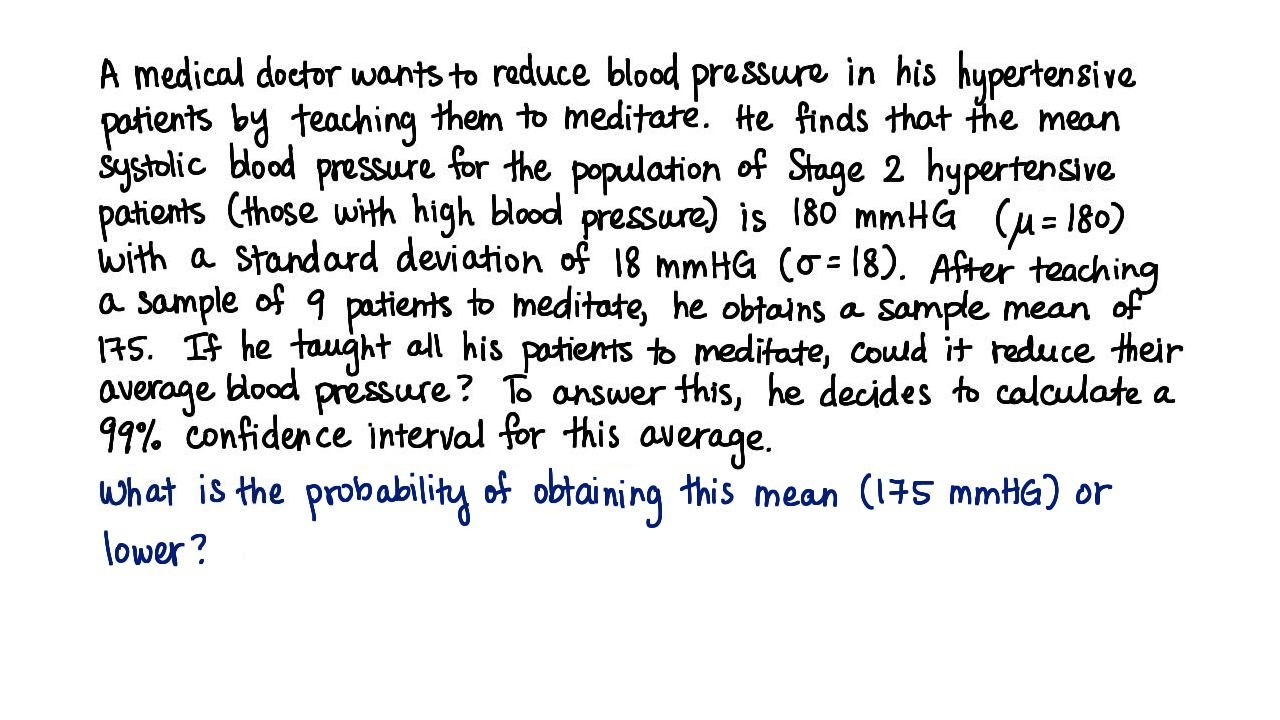 A medical doctor wants to reduce blood pressure in his hypertensive
patients by teaching them to meditate. He finds that the mean
systolic blood pressure for the population of Stage 2 hypertensive
patients (those with high blood pressure) is 180 mmHG (μ = 180)
with a standard deviation of 18 mmHG (σ = 18). After teaching
a sample of 9 patients to meditate, he obtains a sample mean of
175. If he taught all his patients to meditate, could it reduce their
average blood pressure? To answer this, he decides to calculate a
99% confidence interval for this average.
What is the probability of obtaining this mean (175 mmHG) or
lower?